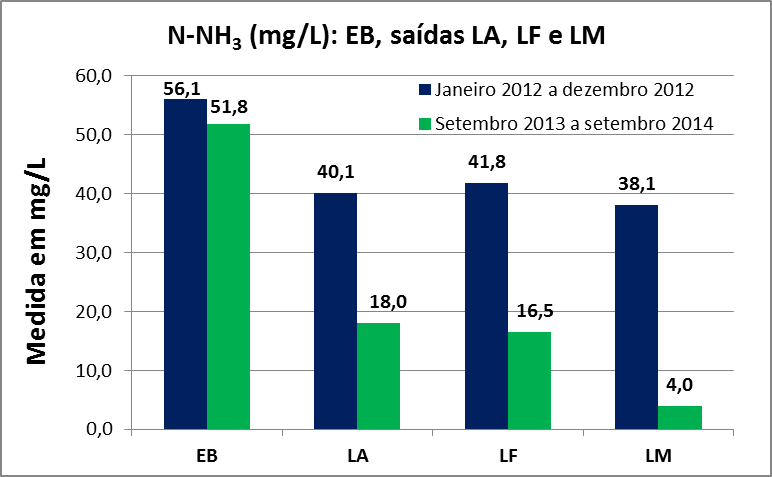 N-NH₃ (mg/L): EB, saídas LA, LF e LM
Medida em mg/L
60,0
50,0
40,0
30,0
20,0
10,0
0,0
Janeiro 2012 a dezembro 2012
Setembro 2013 a setembro 2014
56,1
51,8
40,1
18,0
41,8
16,5
38,1
4,0
EB
LA
LF
LM